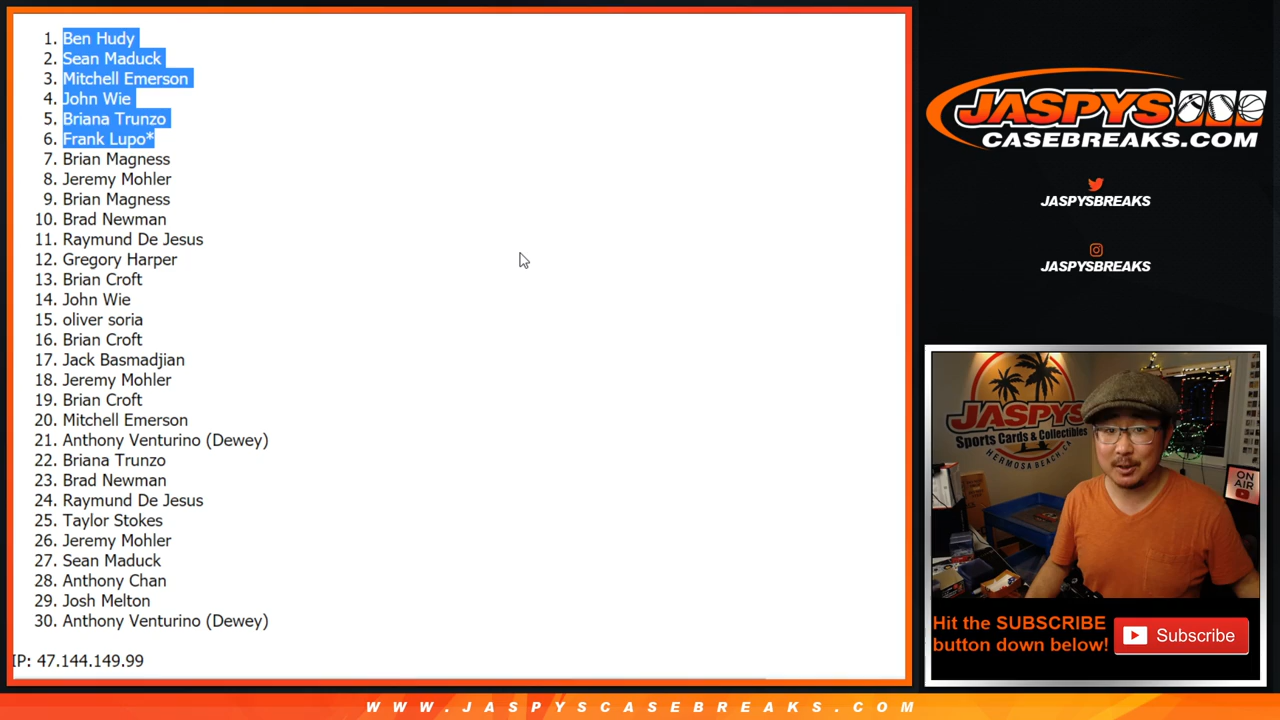 1. Ben Hudy
2. Sean Maduck
3. Mitchell Emerson
4. John Wie
5. Briana Trunzo
6. Frank Lupo*
7. Brian Magness
8. Jeremy Mohler
9. Brian Magness
10. Brad Newman
11. Raymund De Jesus
12. Gregory Harper
13. Brian Croft
14. John Wie
15. oliver soria
16. Brian Croft
17. Jack Basmadjian
18. Jeremy Mohler
19. Brian Croft
20. Mitchell Emerson
21. Anthony Venturino (Dewey)
22. Briana Trunzo
23. Brad Newman
24. Raymund De Jesus
25. Taylor Stokes
26. Jeremy Mohler
27. Sean Maduck
28. Anthony Chan
29. Josh Melton
30. Anthony Venturino (Dewey)
IP: 47.144.149.99
JASPYS
CASEBREAKS.COM
JASPYSBREAKS
JASPYSBREAKS
JASPYS
Sports Cards & Collectibles
HERMOSA BEACH, CA
ON
AIR
Hit the SUBSCRIBE
button down below!
Subscribe
WWW.JASPYSCASEBREAKS.COM